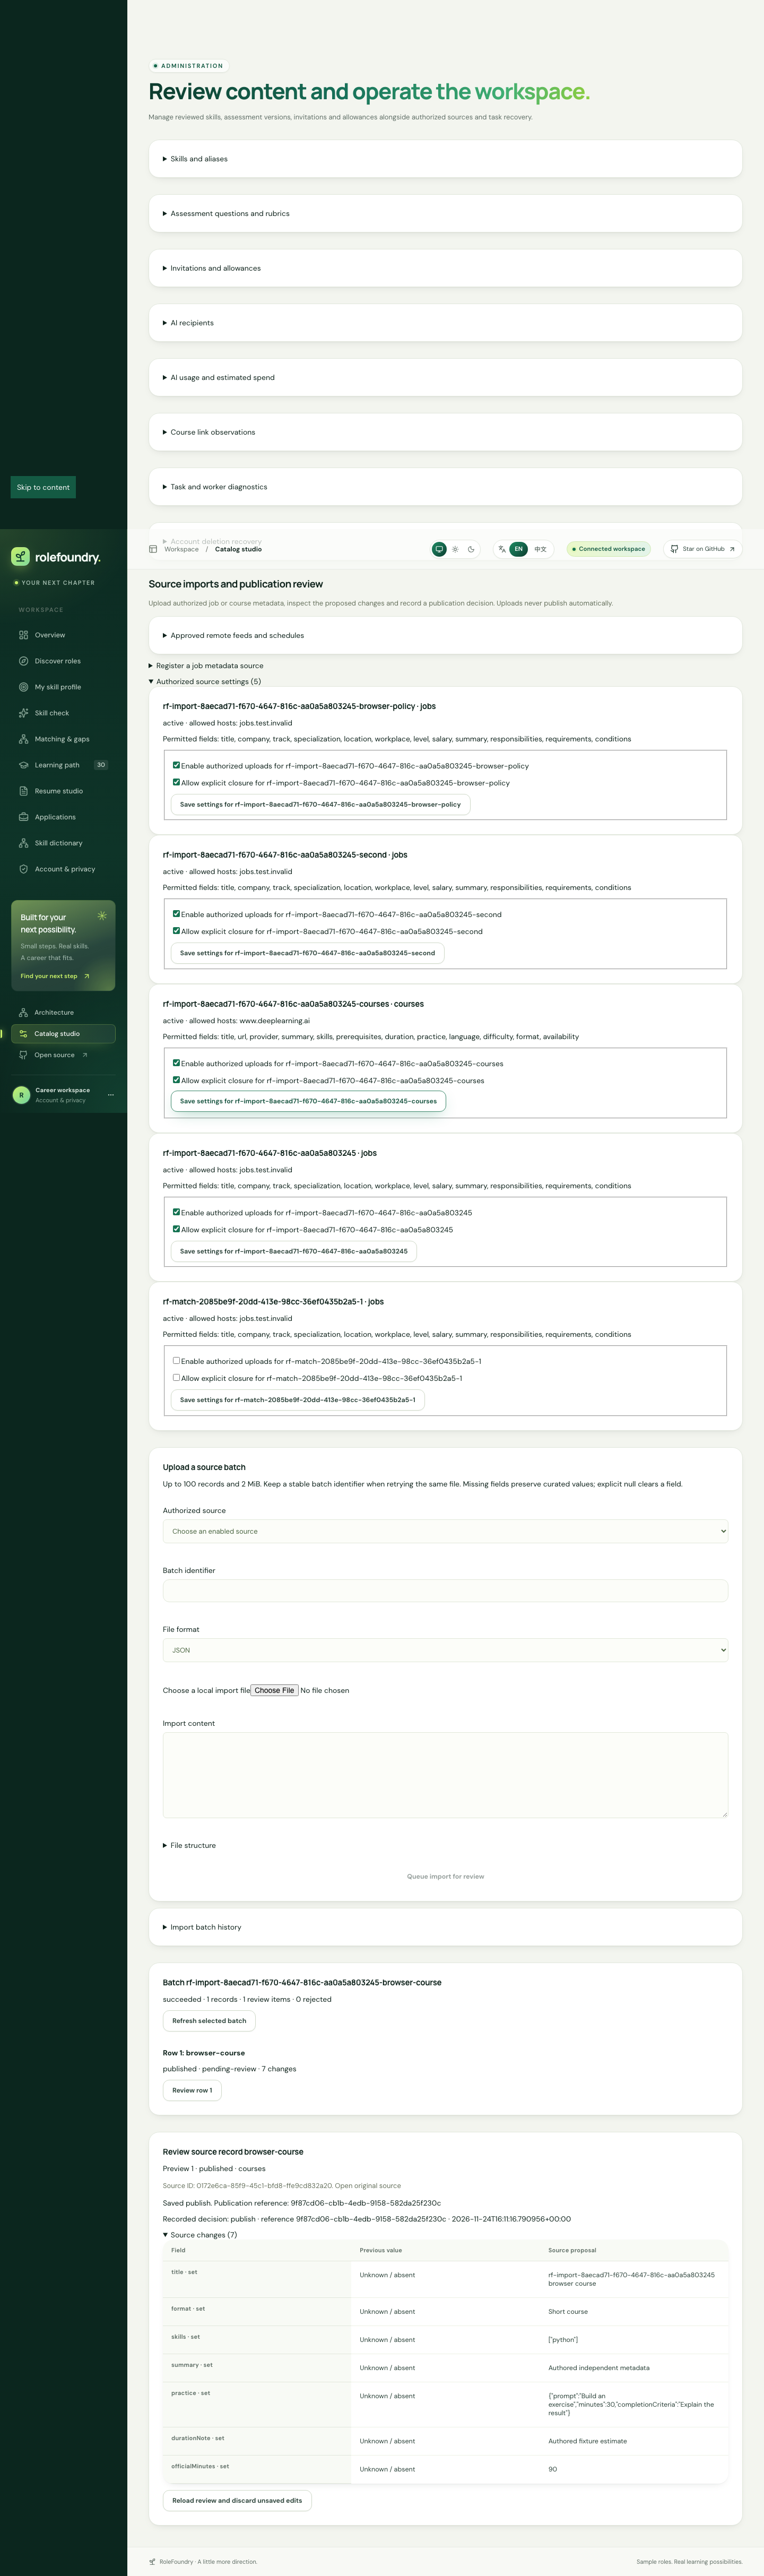 ADMINISTRATION
Review content and operate the workspace.
Manage reviewed skills, assessment versions, invitations and allowances alongside authorized sources and task recovery.
Skills and aliases
Assessment questions and rubrics
Invitations and allowances
AI recipients
AI usage and estimated spend
Course link observations
Task and worker diagnostics
Skip to content
Account deletion recovery
rolefoundry.
YOUR NEXT CHAPTER
WORKSPACE
Overview
Discover roles
My skill profile
Skill check
Matching & gaps
Learning path 30
Resume studio
Applications
Skill dictionary
Account & privacy
Built for your
next possibility.
Small steps. Real skills.
A career that fits.
Find your next step
Architecture
Catalog studio
Open source
R
Career workspace
Account & privacy
Workspace / Catalog studio
EN 中文
Connected workspace
Star on GitHub
Source imports and publication review
Upload authorized job or course metadata, inspect the proposed changes and record a publication decision. Uploads never publish automatically.
Approved remote feeds and schedules
Register a job metadata source
Authorized source settings (5)
rf-import-8aecad71-f670-4647-816c-aa0a5a803245-browser-policy · jobs
active · allowed hosts: jobs.test.invalid
Permitted fields: title, company, track, specialization, location, workplace, level, salary, summary, responsibilities, requirements, conditions
Enable authorized uploads for rf-import-8aecad71-f670-4647-816c-aa0a5a803245-browser-policy
Allow explicit closure for rf-import-8aecad71-f670-4647-816c-aa0a5a803245-browser-policy
Save settings for rf-import-8aecad71-f670-4647-816c-aa0a5a803245-browser-policy
rf-import-8aecad71-f670-4647-816c-aa0a5a803245-second · jobs
active · allowed hosts: jobs.test.invalid
Permitted fields: title, company, track, specialization, location, workplace, level, salary, summary, responsibilities, requirements, conditions
Enable authorized uploads for rf-import-8aecad71-f670-4647-816c-aa0a5a803245-second
Allow explicit closure for rf-import-8aecad71-f670-4647-816c-aa0a5a803245-second
Save settings for rf-import-8aecad71-f670-4647-816c-aa0a5a803245-second
rf-import-8aecad71-f670-4647-816c-aa0a5a803245-courses · courses
active · allowed hosts: www.deeplearning.ai
Permitted fields: title, url, provider, summary, skills, prerequisites, duration, practice, language, difficulty, format, availability
Enable authorized uploads for rf-import-8aecad71-f670-4647-816c-aa0a5a803245-courses
Allow explicit closure for rf-import-8aecad71-f670-4647-816c-aa0a5a803245-courses
Save settings for rf-import-8aecad71-f670-4647-816c-aa0a5a803245-courses
rf-import-8aecad71-f670-4647-816c-aa0a5a803245 · jobs
active · allowed hosts: jobs.test.invalid
Permitted fields: title, company, track, specialization, location, workplace, level, salary, summary, responsibilities, requirements, conditions
Enable authorized uploads for rf-import-8aecad71-f670-4647-816c-aa0a5a803245
Allow explicit closure for rf-import-8aecad71-f670-4647-816c-aa0a5a803245
Save settings for rf-import-8aecad71-f670-4647-816c-aa0a5a803245
rf-match-2085be9f-20dd-413e-98cc-36ef0435b2a5-1 · jobs
active · allowed hosts: jobs.test.invalid
Permitted fields: title, company, track, specialization, location, workplace, level, salary, summary, responsibilities, requirements, conditions
Enable authorized uploads for rf-match-2085be9f-20dd-413e-98cc-36ef0435b2a5-1
Allow explicit closure for rf-match-2085be9f-20dd-413e-98cc-36ef0435b2a5-1
Save settings for rf-match-2085be9f-20dd-413e-98cc-36ef0435b2a5-1
Upload a source batch
Up to 100 records and 2 MiB. Keep a stable batch identifier when retrying the same file. Missing fields preserve curated values; explicit null clears a field.
Authorized source
Choose an enabled source
Batch identifier
File format
JSON
Choose a local import file Choose File No file chosen
Import content
File structure
Queue import for review
Import batch history
Batch rf-import-8aecad71-f670-4647-816c-aa0a5a803245-browser-course
succeeded · 1 records · 1 review items · 0 rejected
Refresh selected batch
Row 1: browser-course
published · pending-review · 7 changes
Review row 1
Review source record browser-course
Preview 1 · published · courses
Source ID: 0172e6ca-85f9-45c1-bfd8-ffe9cd832a20. Open original source
Saved publish. Publication reference: 9f87cd06-cb1b-4edb-9158-582da25f230c
Recorded decision: publish · reference 9f87cd06-cb1b-4edb-9158-582da25f230c · 2026-11-24T16:11:16.790956+00:00
Source changes (7)
Field Previous value Source proposal
title · set Unknown / absent rf-import-8aecad71-f670-4647-816c-aa0a5a803245
browser course
format · set Unknown / absent Short course
skills · set Unknown / absent ["python"]
summary · set Unknown / absent Authored independent metadata
practice · set Unknown / absent {"prompt":"Build an
exercise","minutes":30,"completionCriteria":"Explain the
result"}
durationNote · set Unknown / absent Authored fixture estimate
officialMinutes · set Unknown / absent 90
Reload review and discard unsaved edits
RoleFoundry · A little more direction.
Sample roles. Real learning possibilities.